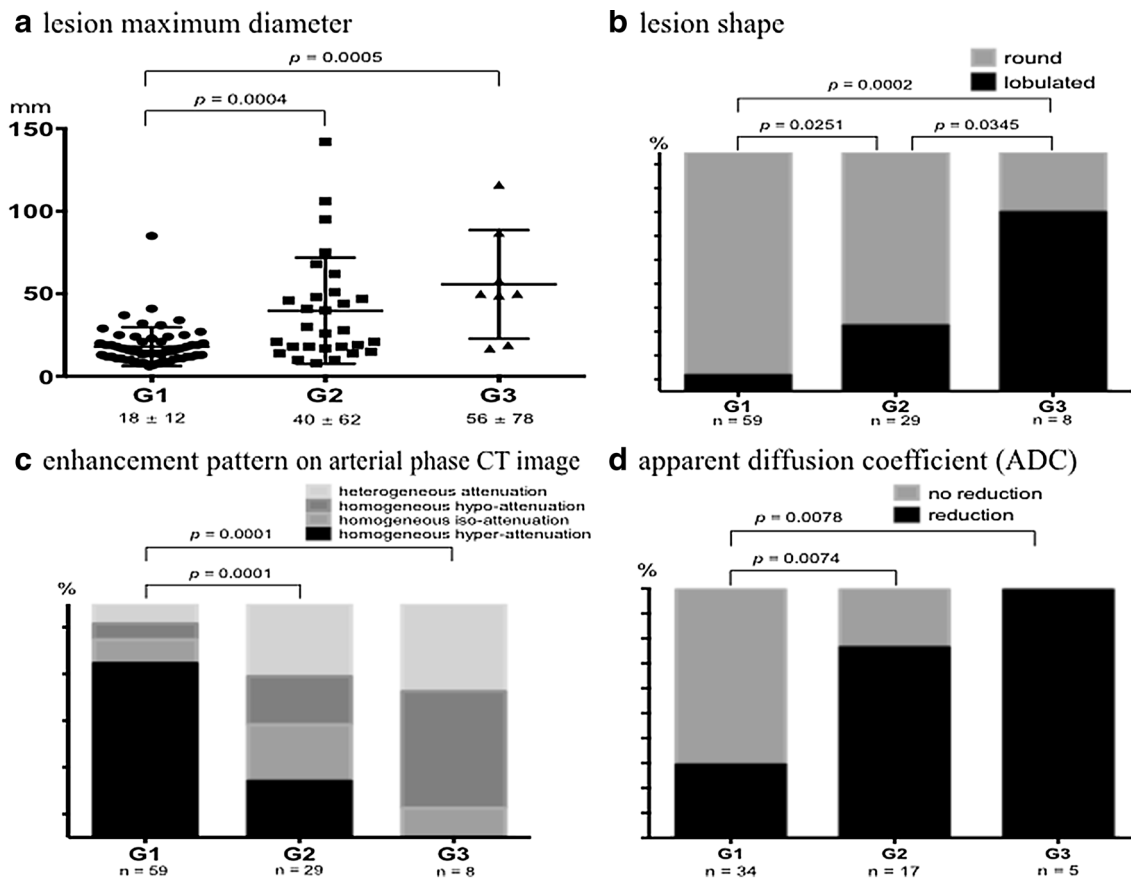 a lesion maximum diameter
p = 0.0005
p = 0.0004
mm
150
100
50
0
G1 G2 G3
18 ± 12 40 ± 62 56 ± 78
b lesion shape
round
lobulated
p = 0.0002
p = 0.0251 p = 0.0345
%
G1 G2 G3
n = 59 n = 29 n = 8
c enhancement pattern on arterial phase CT image
heterogeneous attenuation
homogeneous hypo-attenuation
homogeneous iso-attenuation
homogeneous hyper-attenuation
p = 0.0001
p = 0.0001
%
G1 G2 G3
n = 59 n = 29 n = 8
d apparent diffusion coefficient (ADC)
no reduction
reduction
p = 0.0078
p = 0.0074
%
G1 G2 G3
n = 34 n = 17 n = 5